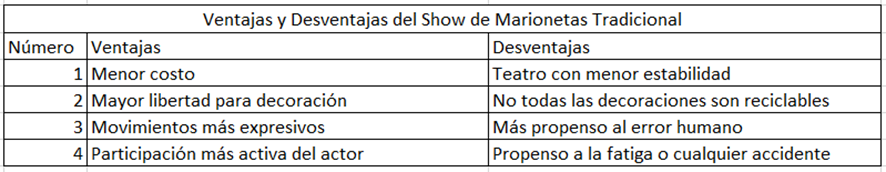 Ventajas y Desventajas del Show de Marionetas Tradicional
Número Ventajas Desventajas
1 Menor costo Teatro con menor estabilidad
2 Mayor libertad para decoración No todas las decoraciones son reciclables
3 Movimientos más expresivos Más propenso al error humano
4 Participación más activa del actor Propenso a la fatiga o cualquier accidente